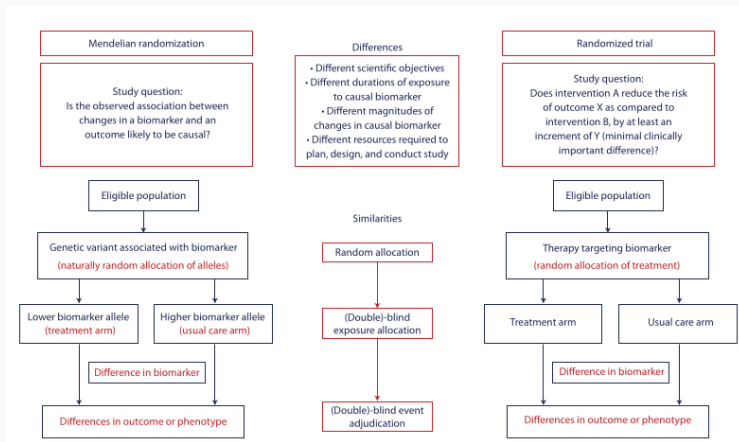 Mendelian randomization
Study question:
Is the observed association between
changes in a biomarker and an
outcome likely to be causal?
Eligible population
Genetic variant associated with biomarker
(naturally random allocation of alleles)
Lower biomarker allele
(treatment arm)
Higher biomarker allele
(usual care arm)
Difference in biomarker
Differences in outcome or phenotype
Differences
• Different scientific objectives
• Different durations of exposure
to causal biomarker
• Different magnitudes of
changes in causal biomarker
• Different resources required to
plan, design, and conduct study
Similarities
Random allocation
(Double)-blind
exposure allocation
(Double)-blind event
adjudication
Randomized trial
Study question:
Does intervention A reduce the risk
of outcome X as compared to
intervention B, by at least an
increment of Y (minimal clinically
important difference)?
Eligible population
Therapy targeting biomarker
(random allocation of treatment)
Treatment arm
Usual care arm
Difference in biomarker
Differences in outcome or phenotype